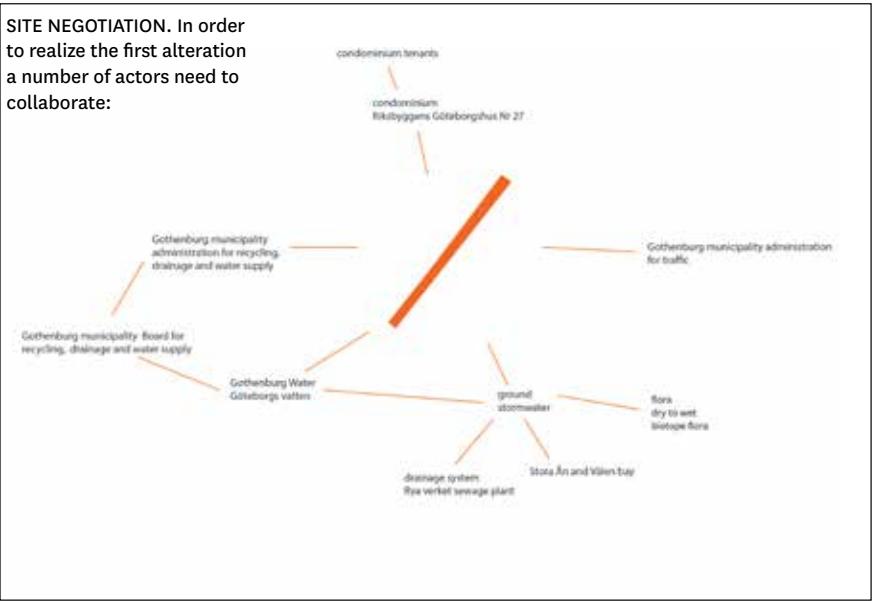 SITE NEGOTIATION. In order
to realize the first alteration
a number of actors need to
collaborate:
condominium tenants
condominium
Riksbyggens Göteborgshus Nr 27
Gothenburg municipality
administration for recycling,
drainage and water supply
Gothenburg municipality administration
for traffic
Gothenburg municipality Board for
recycling, drainage and water supply
Gothenburg Water
Göteborgs vatten
ground
stormwater
flora
dry to wet
biotope flora
drainage system
Rya verket sewage plant
Stora Ån and Välen bay